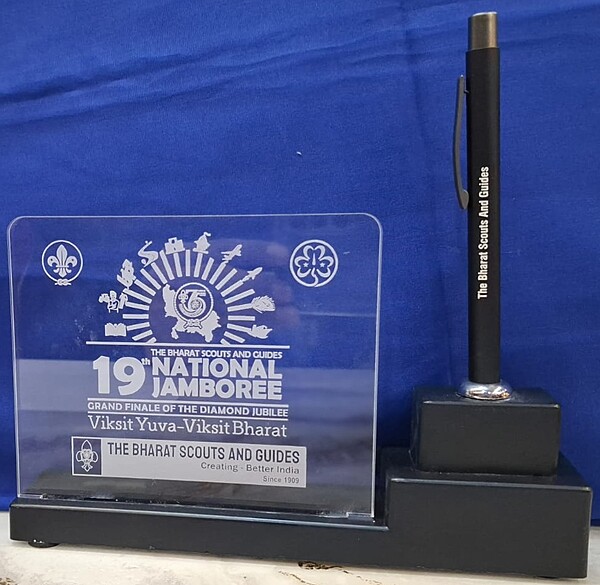 75
THE BHARAT SCOUTS AND GUIDES
19th NATIONAL
JAMBOREE
GRAND FINALE OF THE DIAMOND JUBILEE
Viksit Yuva-Viksit Bharat
THE BHARAT SCOUTS AND GUIDES
Creating - Better India
Since 1909
The Bharat Scouts And Guides